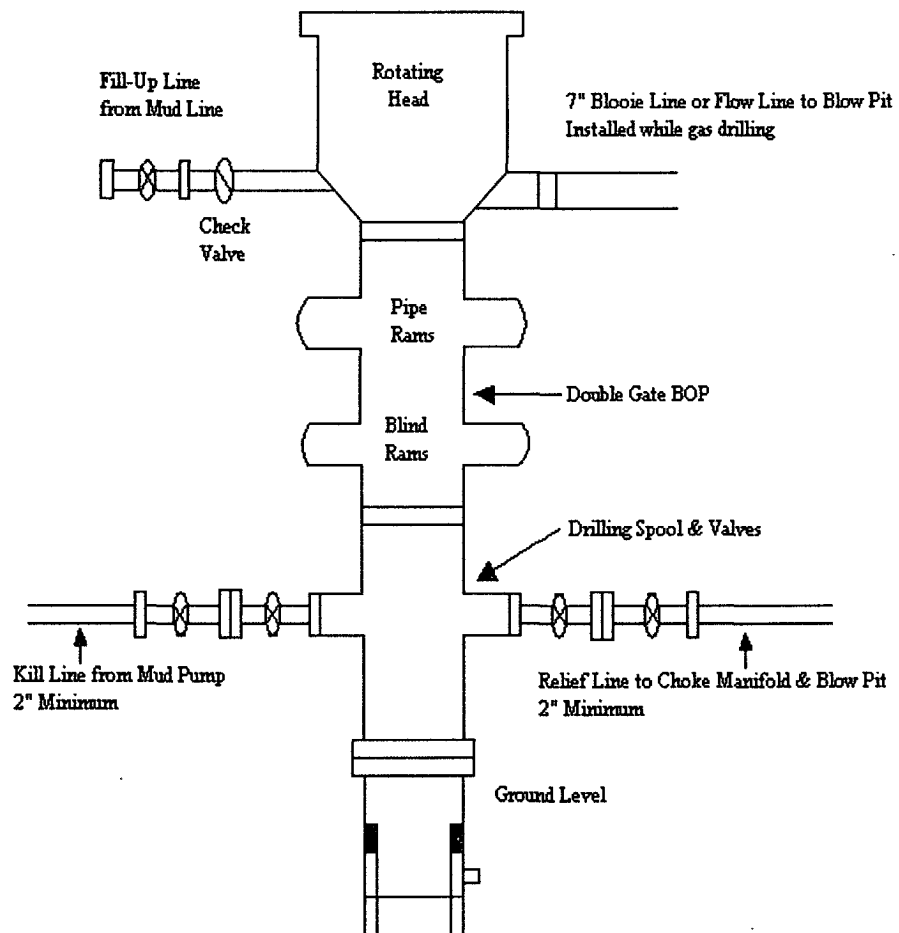 Rotating
Head
Fill-Up Line
from Mud Line
7" Blooie Line or Flow Line to Blow Pit
Installed while gas drilling
Check
Valve
Pipe
Rams
Double Gate BOP
Blind
Rams
Drilling Spool & Valves
Kill Line from Mud Pump
2" Minimum
Relief Line to Choke Manifold & Blow Pit
2" Minimum
Ground Level